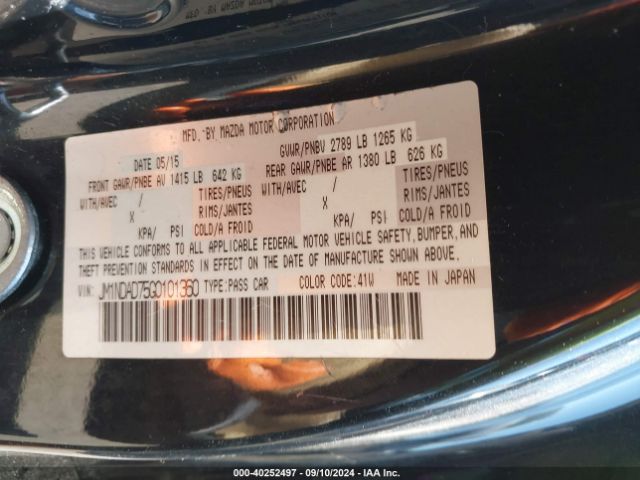 MFD. BY MAZDA MOTOR CORPORATION
DATE 05/15 GVWR/PNBV 2789 LB 1265 KG
FRONT GAWR/PNBE AV 1415 LB 642 KG REAR GAWR/PNBE AR 1380 LB 626 KG
WITH/AVEC / TIRES/PNEUS WITH/AVEC / TIRES/PNEUS
X RIMS/JANTES X RIMS/JANTES
KPA/ PSI COLD/A FROID KPA/ PSI COLD/A FROID
THIS VEHICLE CONFORMS TO ALL APPLICABLE FEDERAL MOTOR VEHICLE SAFETY, BUMPER, AND
THEFT PREVENTION STANDARDS IN EFFECT ON THE DATE OF MANUFACTURE SHOWN ABOVE.
VIN: JM1NDAD75G0101360 TYPE:PASS CAR COLOR CODE:41W MADE IN JAPAN
000-40252497 - 09/10/2024 - IAA Inc.